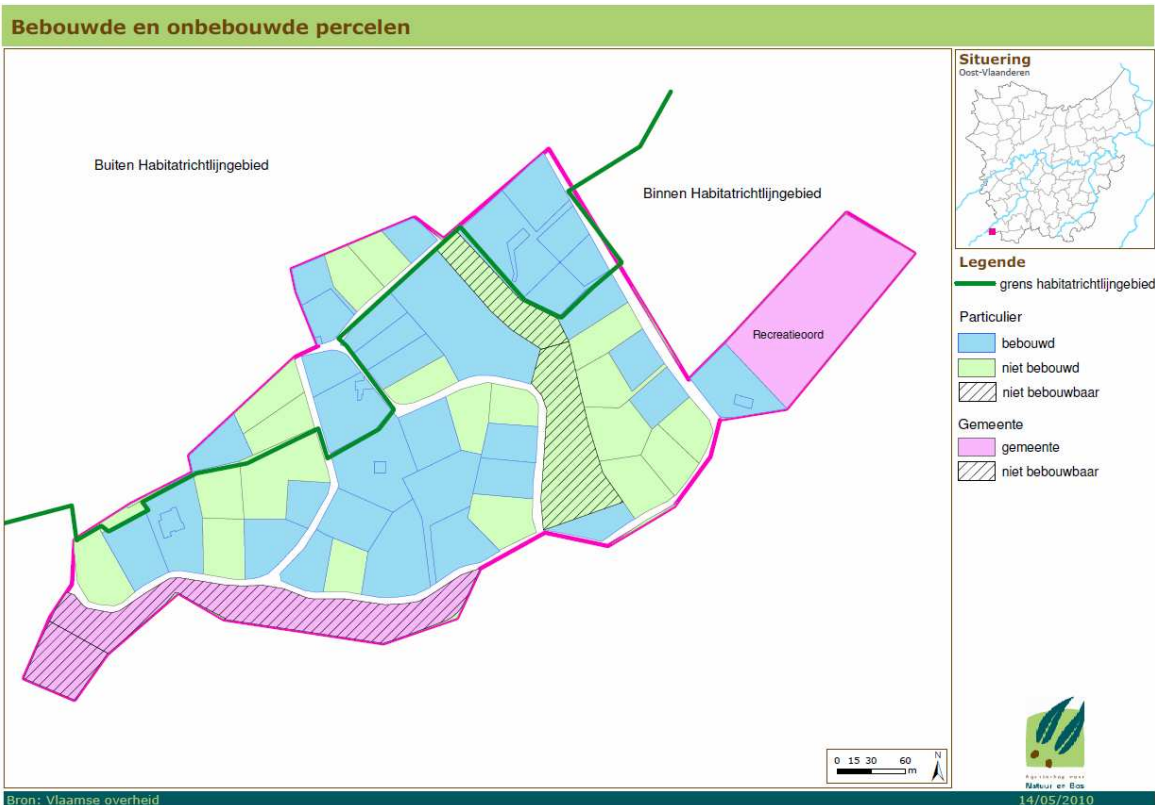 Bebouwde en onbebouwde percelen
Buiten Habitatrichtlijngebied
Binnen Habitatrichtlijngebied
Recreatieoord
Situering
Oost-Vlaanderen
Legende
grens habitatrichtlijngebied
Particulier
bebouwd
niet bebouwd
niet bebouwbaar
Gemeente
gemeente
niet bebouwbaar
0 15 30 60
m
N
Agentschap voor
Natuur en Bos
Bron: Vlaamse overheid
14/05/2010